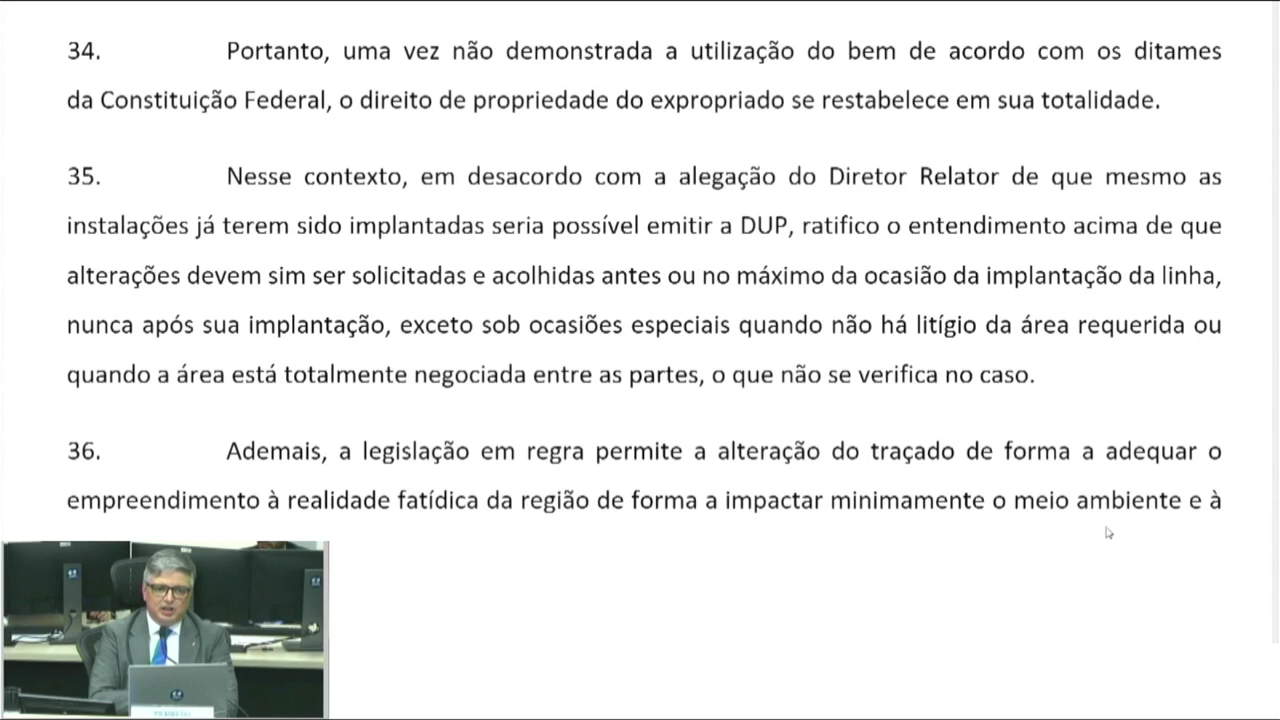 34. Portanto, uma vez não demonstrada a utilização do bem de acordo com os ditames
da Constituição Federal, o direito de propriedade do expropriado se restabelece em sua totalidade.
35. Nesse contexto, em desacordo com a alegação do Diretor Relator de que mesmo as
instalações já terem sido implantadas seria possível emitir a DUP, ratifico o entendimento acima de que
alterações devem sim ser solicitadas e acolhidas antes ou no máximo da ocasião da implantação da linha,
nunca após sua implantação, exceto sob ocasiões especiais quando não há litígio da área requerida ou
quando a área está totalmente negociada entre as partes, o que não se verifica no caso.
36. Ademais, a legislação em regra permite a alteração do traçado de forma a adequar o
empreendimento à realidade fatídica da região de forma a impactar minimamente o meio ambiente e à